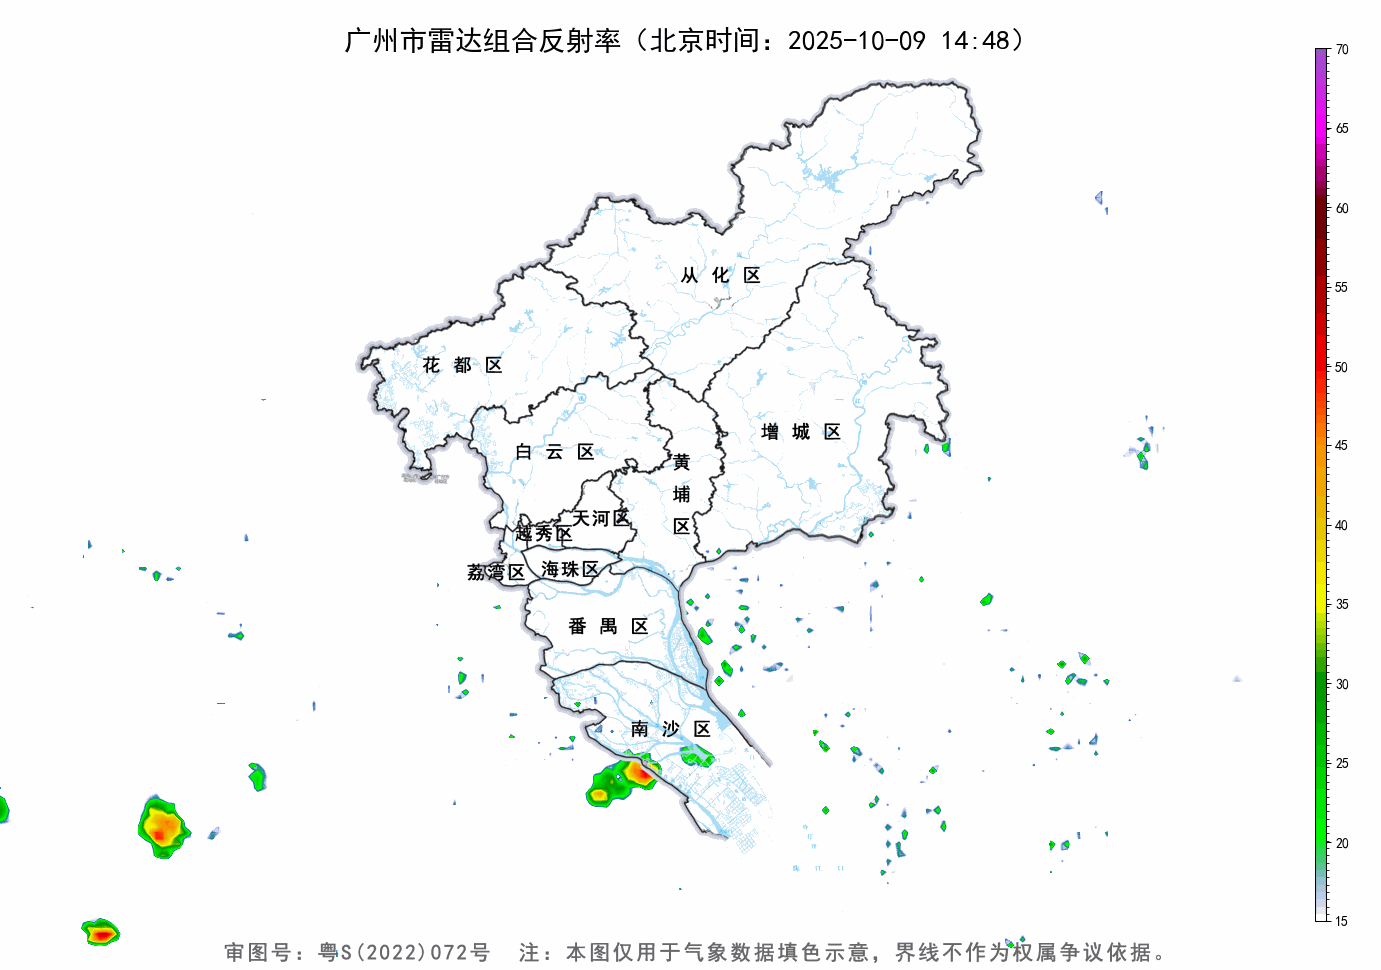 广州市雷达组合反射率（北京时间：2025-10-09 14:48）
70
65
60
55
50
45
40
35
30
25
20
15
从化区
花都区
增城区
白云区
黄埔区
天河区
越秀区
荔湾区
海珠区
番禺区
南沙区
审图号：粤S(2022)072号 注：本图仅用于气象数据填色示意，界线不作为权属争议依据。